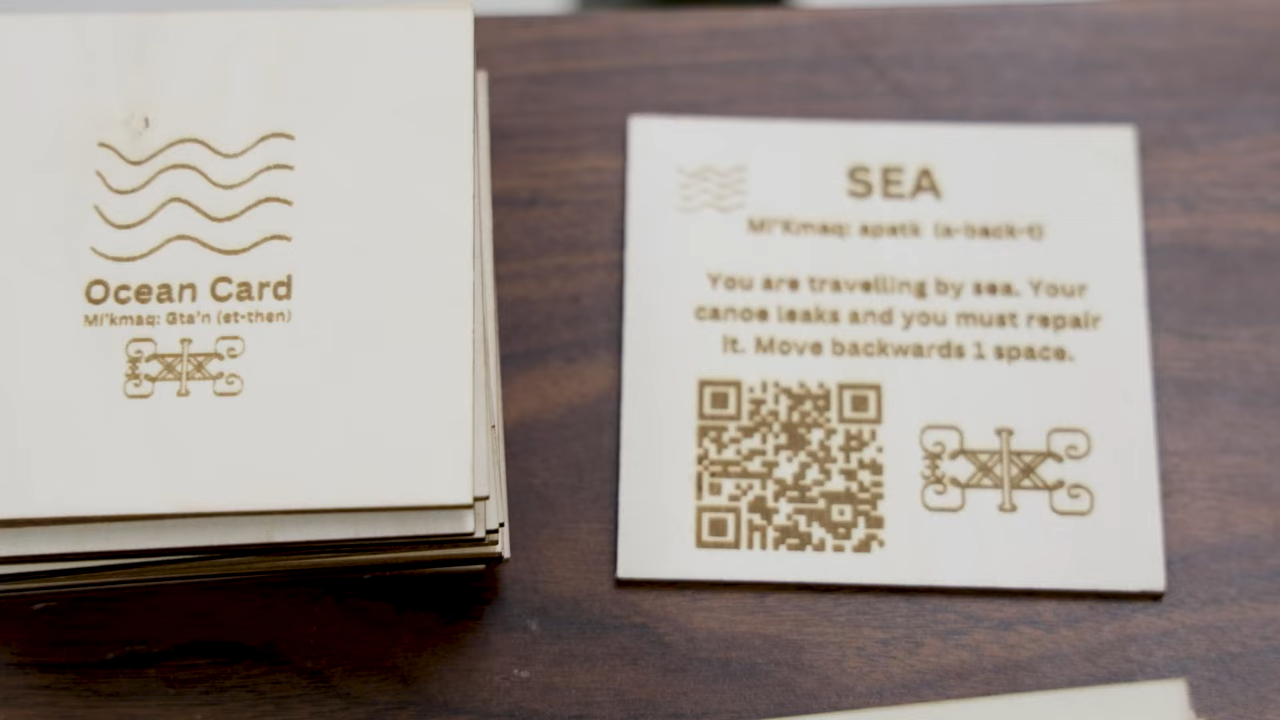 Ocean Card
Mi'kmaq: Gta'n (et-then)
SEA
Mi'Kmaq: apatk (a-back-t)
You are travelling by sea. Your
canoe leaks and you must repair
it. Move backwards 1 space.